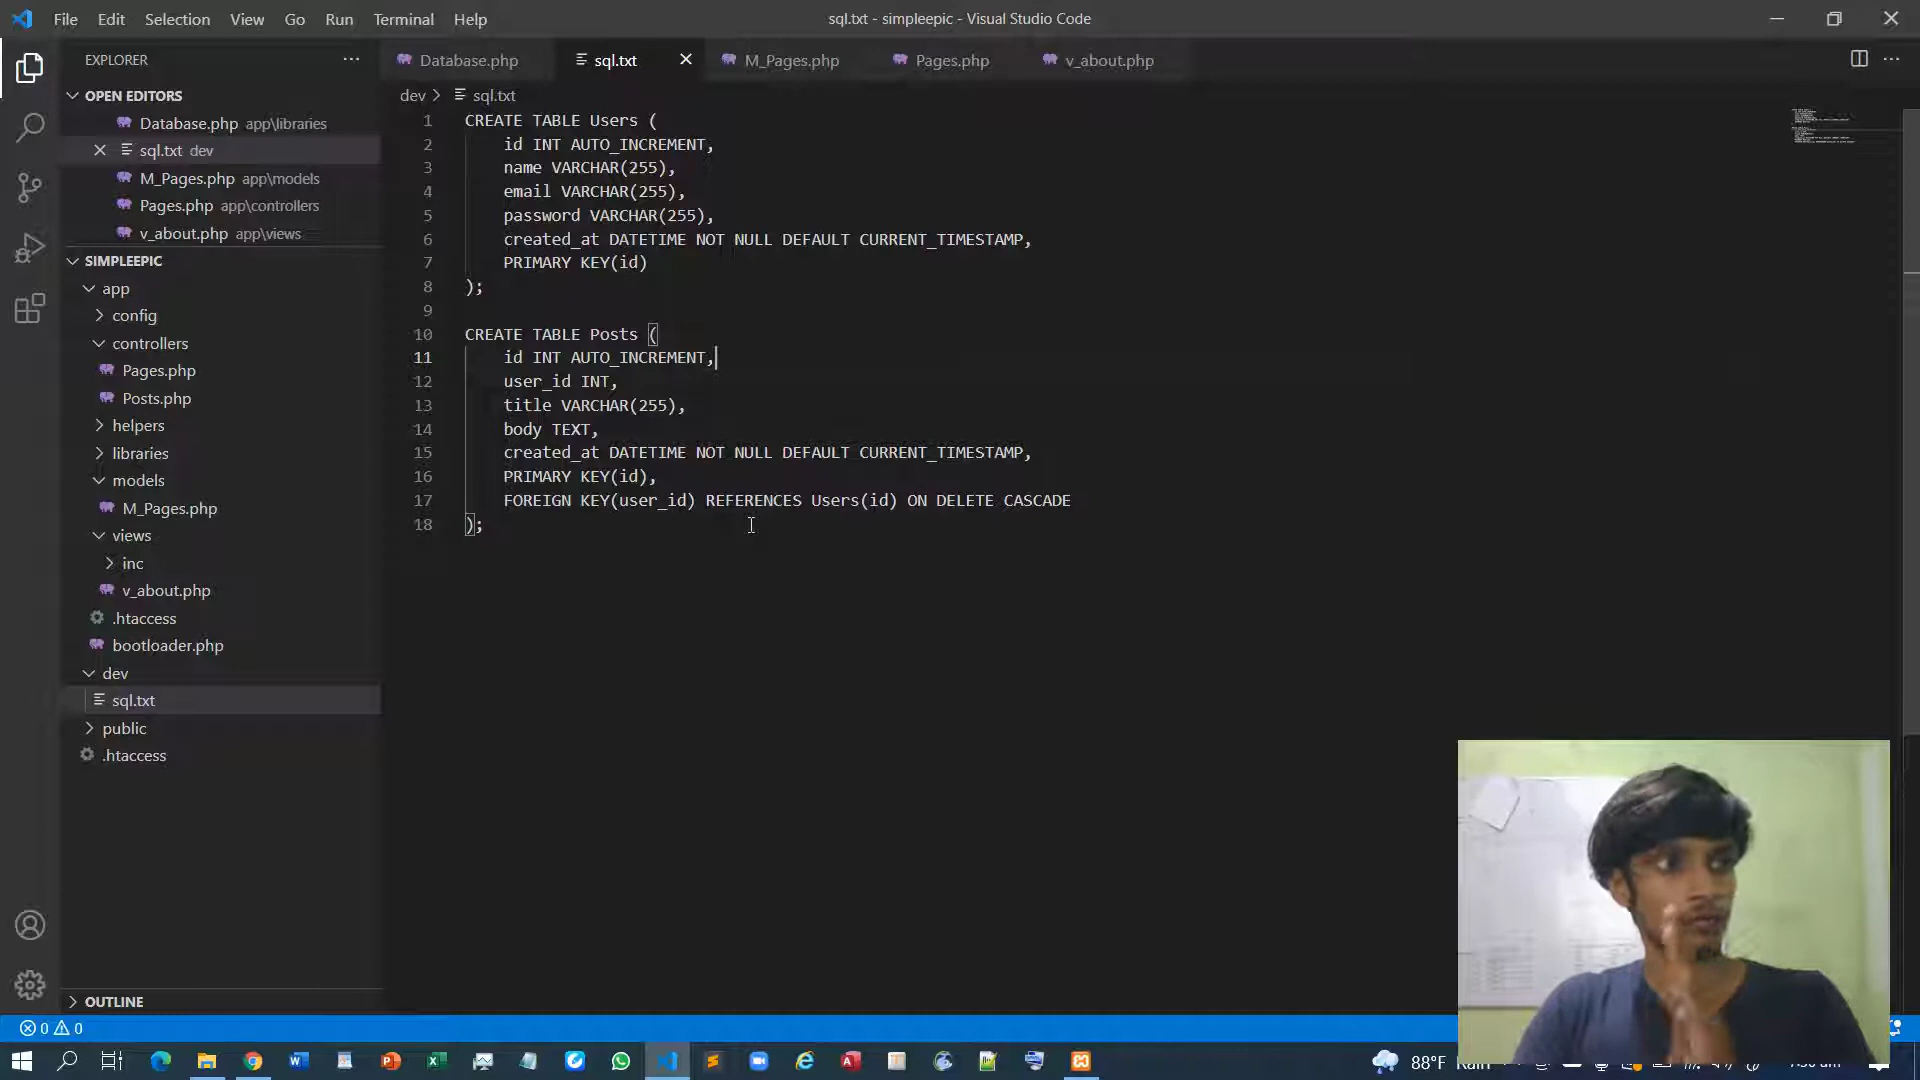 File Edit Selection View Go Run Terminal Help
sql.txt - simpleepic - Visual Studio Code
EXPLORER
Database.php
sql.txt
M_Pages.php
Pages.php
v_about.php
OPEN EDITORS
Database.php app\libraries
sql.txt dev
M_Pages.php app\models
Pages.php app\controllers
v_about.php app\views
SIMPLEEPIC
app
config
controllers
Pages.php
Posts.php
helpers
libraries
models
M_Pages.php
views
inc
v_about.php
.htaccess
bootloader.php
dev
sql.txt
public
.htaccess
OUTLINE
dev > sql.txt
1 CREATE TABLE Users (
2 id INT AUTO_INCREMENT,
3 name VARCHAR(255),
4 email VARCHAR(255),
5 password VARCHAR(255),
6 created_at DATETIME NOT NULL DEFAULT CURRENT_TIMESTAMP,
7 PRIMARY KEY(id)
8 );
9
10 CREATE TABLE Posts (
11 id INT AUTO_INCREMENT,
12 user_id INT,
13 title VARCHAR(255),
14 body TEXT,
15 created_at DATETIME NOT NULL DEFAULT CURRENT_TIMESTAMP,
16 PRIMARY KEY(id),
17 FOREIGN KEY(user_id) REFERENCES Users(id) ON DELETE CASCADE
18 );
0 0
88°F Rain